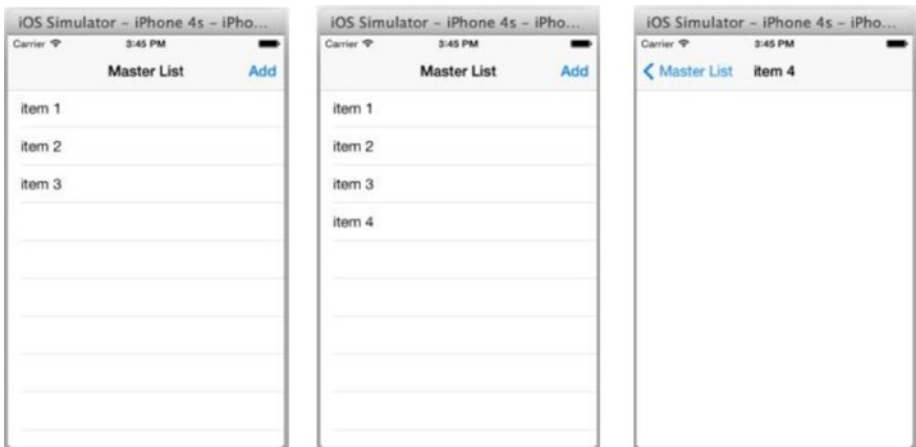 iOS Simulator – iPhone 4s – iPho...
Carrier 3:45 PM
Master List Add
item 1
item 2
item 3
iOS Simulator – iPhone 4s – iPho...
Carrier 3:45 PM
Master List Add
item 1
item 2
item 3
item 4
iOS Simulator – iPhone 4s – iPho...
Carrier 3:45 PM
Master List item 4